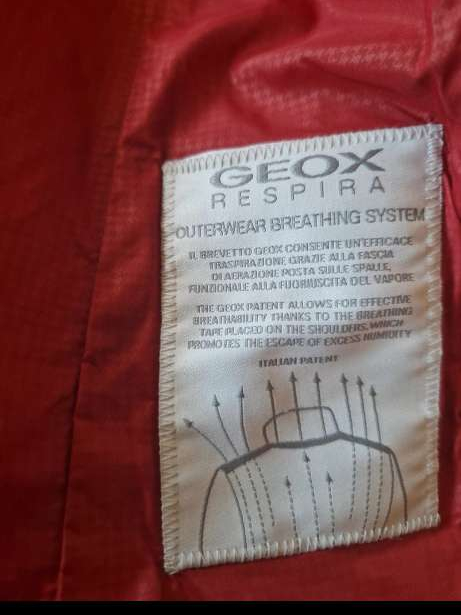 GEOX
RESPIRA
OUTERWEAR BREATHING SYSTEM
IL BREVETTO GEOX CONSENTE UN'EFFICACE
TRASPIRAZIONE GRAZIE ALLA FASCIA
DI AERAZIONE POSTA SULLE SPALLE,
FUNZIONALE ALLA FUORIUSCITA DEL VAPORE
THE GEOX PATENT ALLOWS FOR EFFECTIVE
BREATHABILITY THANKS TO THE BREATHING
TAPE PLACED ON THE SHOULDERS, WHICH
PROMOTES THE ESCAPE OF EXCESS HUMIDITY
ITALIAN PATENT